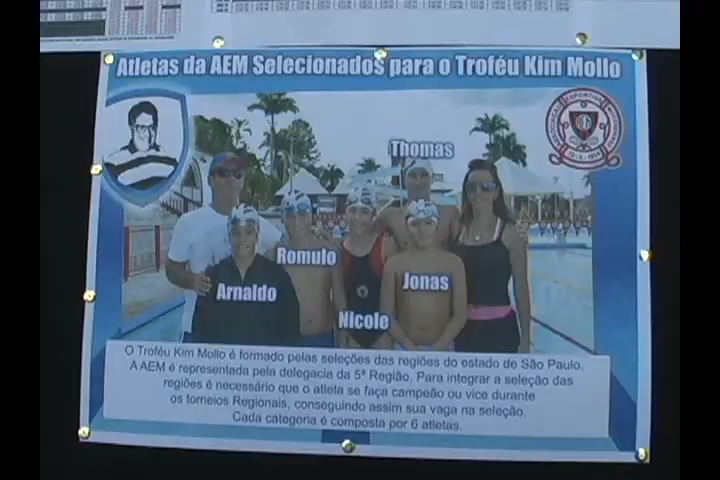 Atletas da AEM Selecionados para o Troféu Kim Mollo
Thomas
Romulo
Arnaldo
Jonas
Nicole
O Troféu Kim Mollo é formado pelas seleções das regiões do estado de São Paulo.
A AEM é representada pela delegacia da 5ª Região. Para integrar a seleção das
regiões é necessário que o atleta se faça campeão ou vice durante
os torneios Regionais, conseguindo assim sua vaga na seleção.
Cada categoria é composta por 6 atletas.